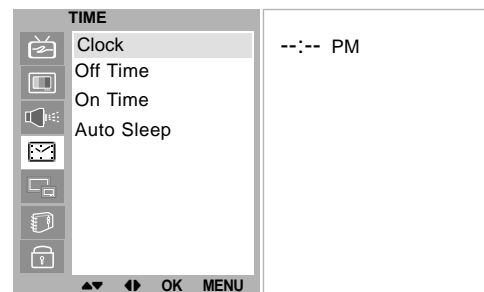 TIME
Clock
--:-- PM
Off Time
On Time
Auto Sleep
OK MENU